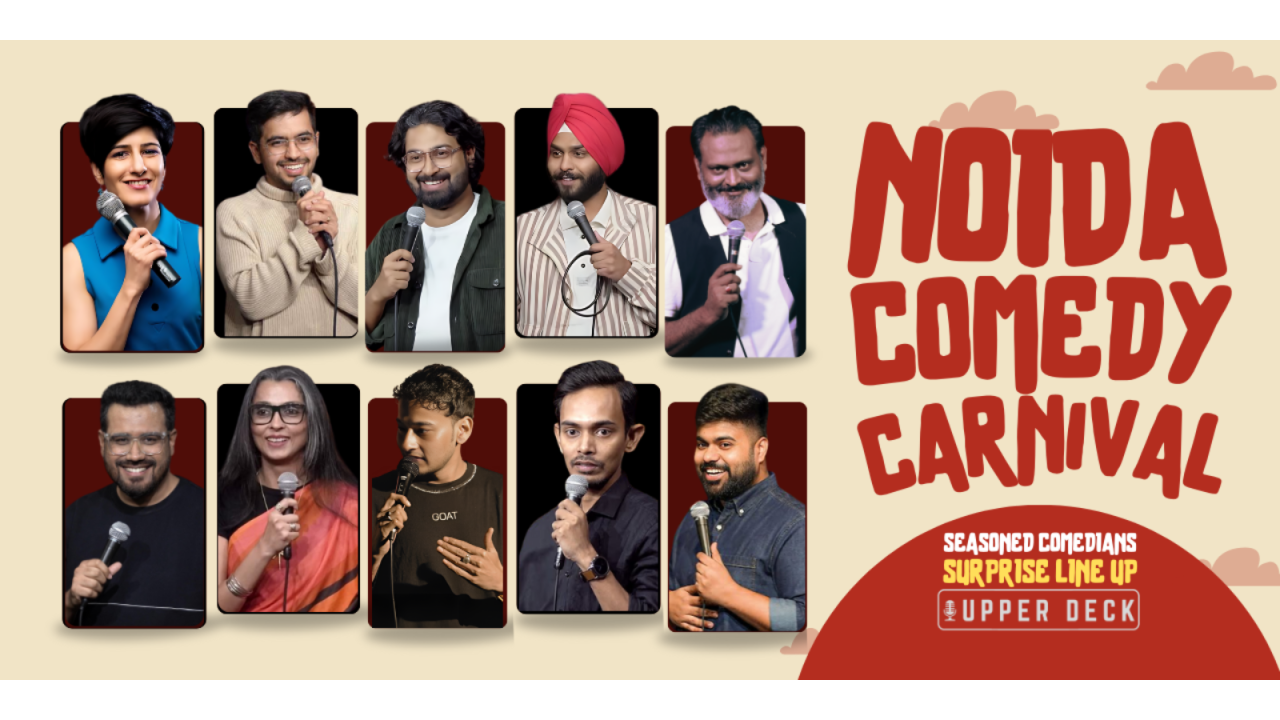 NOIDA
COMEDY
CARNIVAL
SEASONED COMEDIANS
SURPRISE LINE UP
UPPER DECK
GOAT